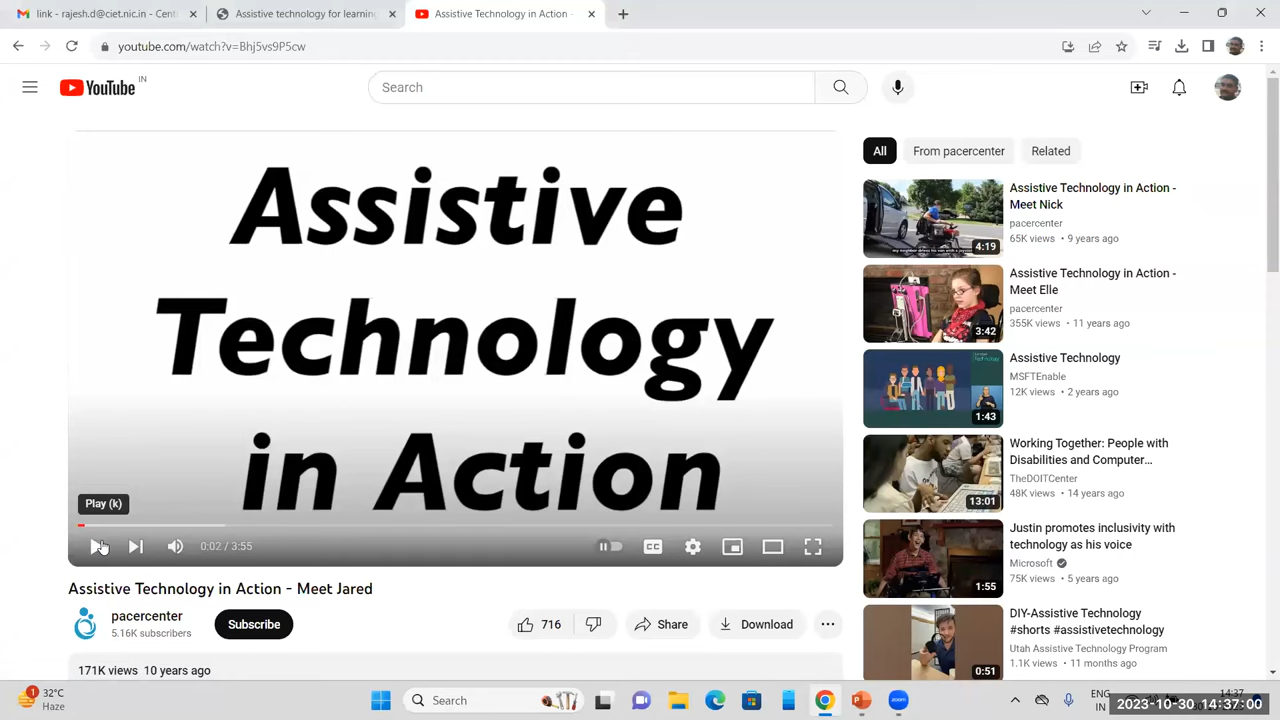 link - rajesh.d@ciet.nic.in - Cent
Assistive technology for learning
Assistive Technology in Action -
youtube.com/watch?v=Bhj5vs9P5cw
YouTube IN
Search
All
From pacercenter
Related
Assistive
Technology
in Action
Play (k)
0:02 / 3:55
CC
Assistive Technology in Action - Meet Jared
pacercenter
5.16K subscribers
Subscribe
716
Share
Download
171K views 10 years ago
4:19
Assistive Technology in Action -
Meet Nick
pacercenter
65K views • 9 years ago
3:42
Assistive Technology in Action -
Meet Elle
pacercenter
355K views • 11 years ago
1:43
Assistive Technology
MSFTEnable
12K views • 2 years ago
13:01
Working Together: People with
Disabilities and Computer...
TheDOITCenter
48K views • 14 years ago
1:55
Justin promotes inclusivity with
technology as his voice
Microsoft
75K views • 5 years ago
0:51
DIY-Assistive Technology
#shorts #assistivetechnology
Utah Assistive Technology Program
1.1K views • 11 months ago
1
32°C
Haze
Search
ENG
IN
14:37
2023-10-30 14:37:00